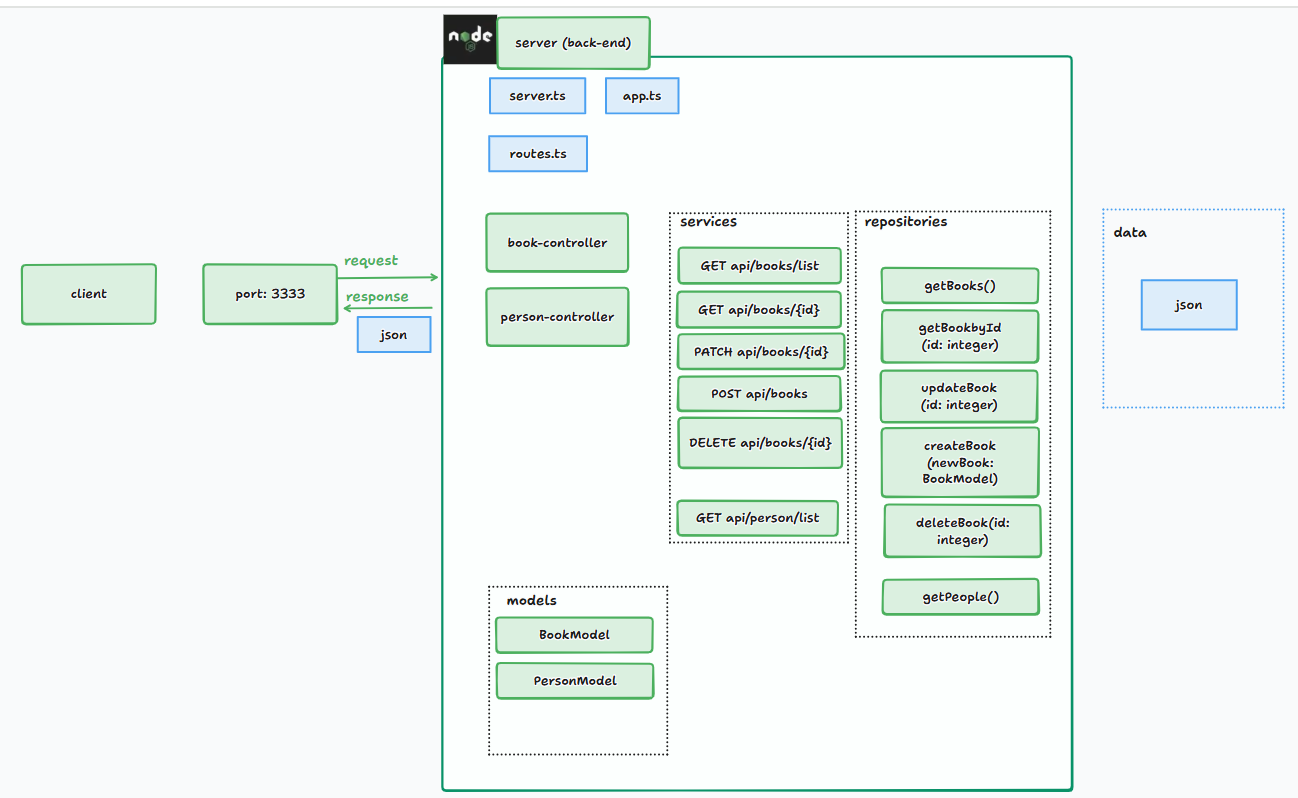 node
server (back-end)
server.ts
app.ts
routes.ts
client
port: 3333
request
response
json
book-controller
person-controller
services
GET api/books/list
GET api/books/{id}
PATCH api/books/{id}
POST api/books
DELETE api/books/{id}
GET api/person/list
repositories
getBooks()
getBookbyId
(id: integer)
updateBook
(id: integer)
createBook
(newBook:
BookModel)
deleteBook(id:
integer)
getPeople()
models
BookModel
PersonModel
data
json